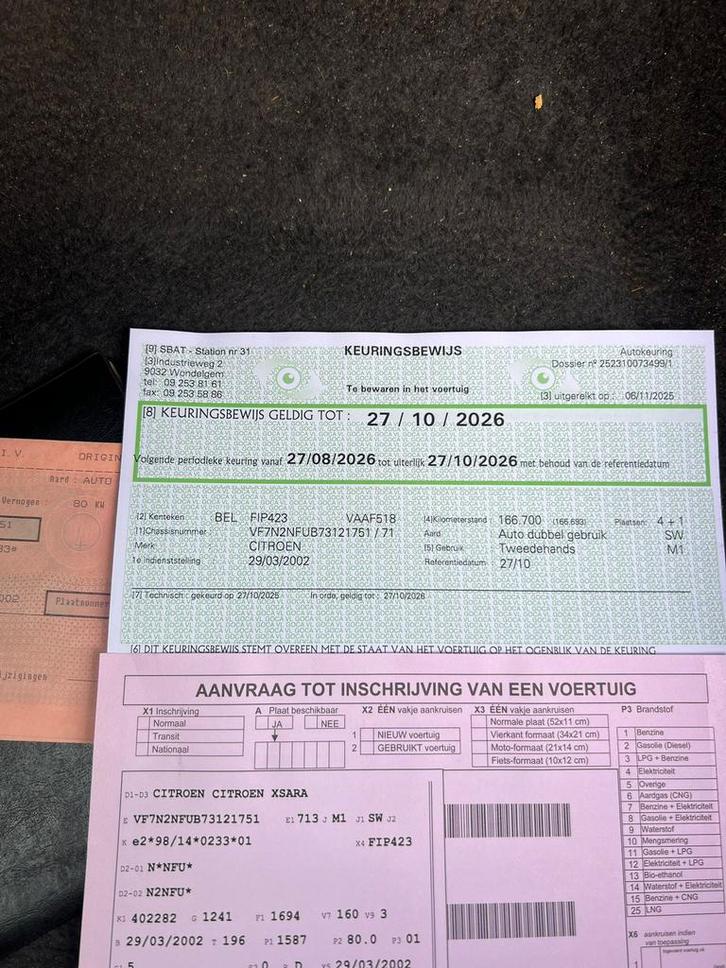 [9] SBAT - Station nr 31
[3]Industrieweg 2
9032 Wondelgem
tel: 09 253 81 61
fax: 09 253 58 86
KEURINGSBEWIJS
Te bewaren in het voertuig
Autokeuring
Dossier n° 252310073499/1
[3] uitgereikt op : 06/11/2025
[8] KEURINGSBEWIJS GELDIG TOT : 27 / 10 / 2026
Volgende periodieke keuring vanaf 27/08/2026 tot uiterlijk 27/10/2026 met behoud van de referentiedatum
[2] Kenteken BEL FIP423 VAAF518
[1]Chassisnummer : VF7N2NFUB73121751 / 71
Merk CITROEN
1e indienststelling 29/03/2002
[4]Kilometerstand : 166.700 (166.693) Plaatsen: 4 + 1
Aard Auto dubbel gebruik SW
[5] Gebruik Tweedehands M1
Referentiedatum 27/10
[7] Technisch : gekeurd op 27/10/2025 In orde, geldig tot : 27/10/2026
[6] DIT KEURINGSBEWIJS STEMT OVEREEN MET DE STAAT VAN HET VOERTUIG OP HET OGENBLIK VAN DE KEURING
I.V. ORIGIN
Aard : AUTO
Vermogen : 80 KW
51
83*
002 Plaatnummer
ijzigingen
AANVRAAG TOT INSCHRIJVING VAN EEN VOERTUIG
X1 Inschrijving
Normaal
Transit
Nationaal
A Plaat beschikbaar
JA NEE
X2 ÉÉN vakje aankruisen
1 NIEUW voertuig
2 GEBRUIKT voertuig
X3 ÉÉN vakje aankruisen
Normale plaat (52x11 cm)
Vierkant formaat (34x21 cm)
Moto-formaat (21x14 cm)
Fiets-formaat (10x12 cm)
P3 Brandstof
1 Benzine
2 Gasolie (Diesel)
3 LPG + Benzine
4 Elektriciteit
5 Overige
6 Aardgas (CNG)
7 Benzine + Elektriciteit
8 Gasolie + Elektriciteit
9 Waterstof
10 Mengsmering
11 Gasolie + LPG
12 Elektriciteit + LPG
13 Bio-ethanol
14 Waterstof + Elektriciteit
15 Benzine + CNG
25 LNG
X6 aankruisen indien van toepassing
1
D1-D3 CITROEN CITROEN XSARA
E VF7N2NFUB73121751 E1 713 J M1 J1 SW J2
K e2*98/14*0233*01 X4 FIP423
D2-01 N*NFU*
D2-02 N2NFU*
K1 402282 G 1241 F1 1694 V7 160 V9 3
B 29/03/2002 T 196 P1 1587 P2 80.0 P3 01
5 0 D 29/03/2002